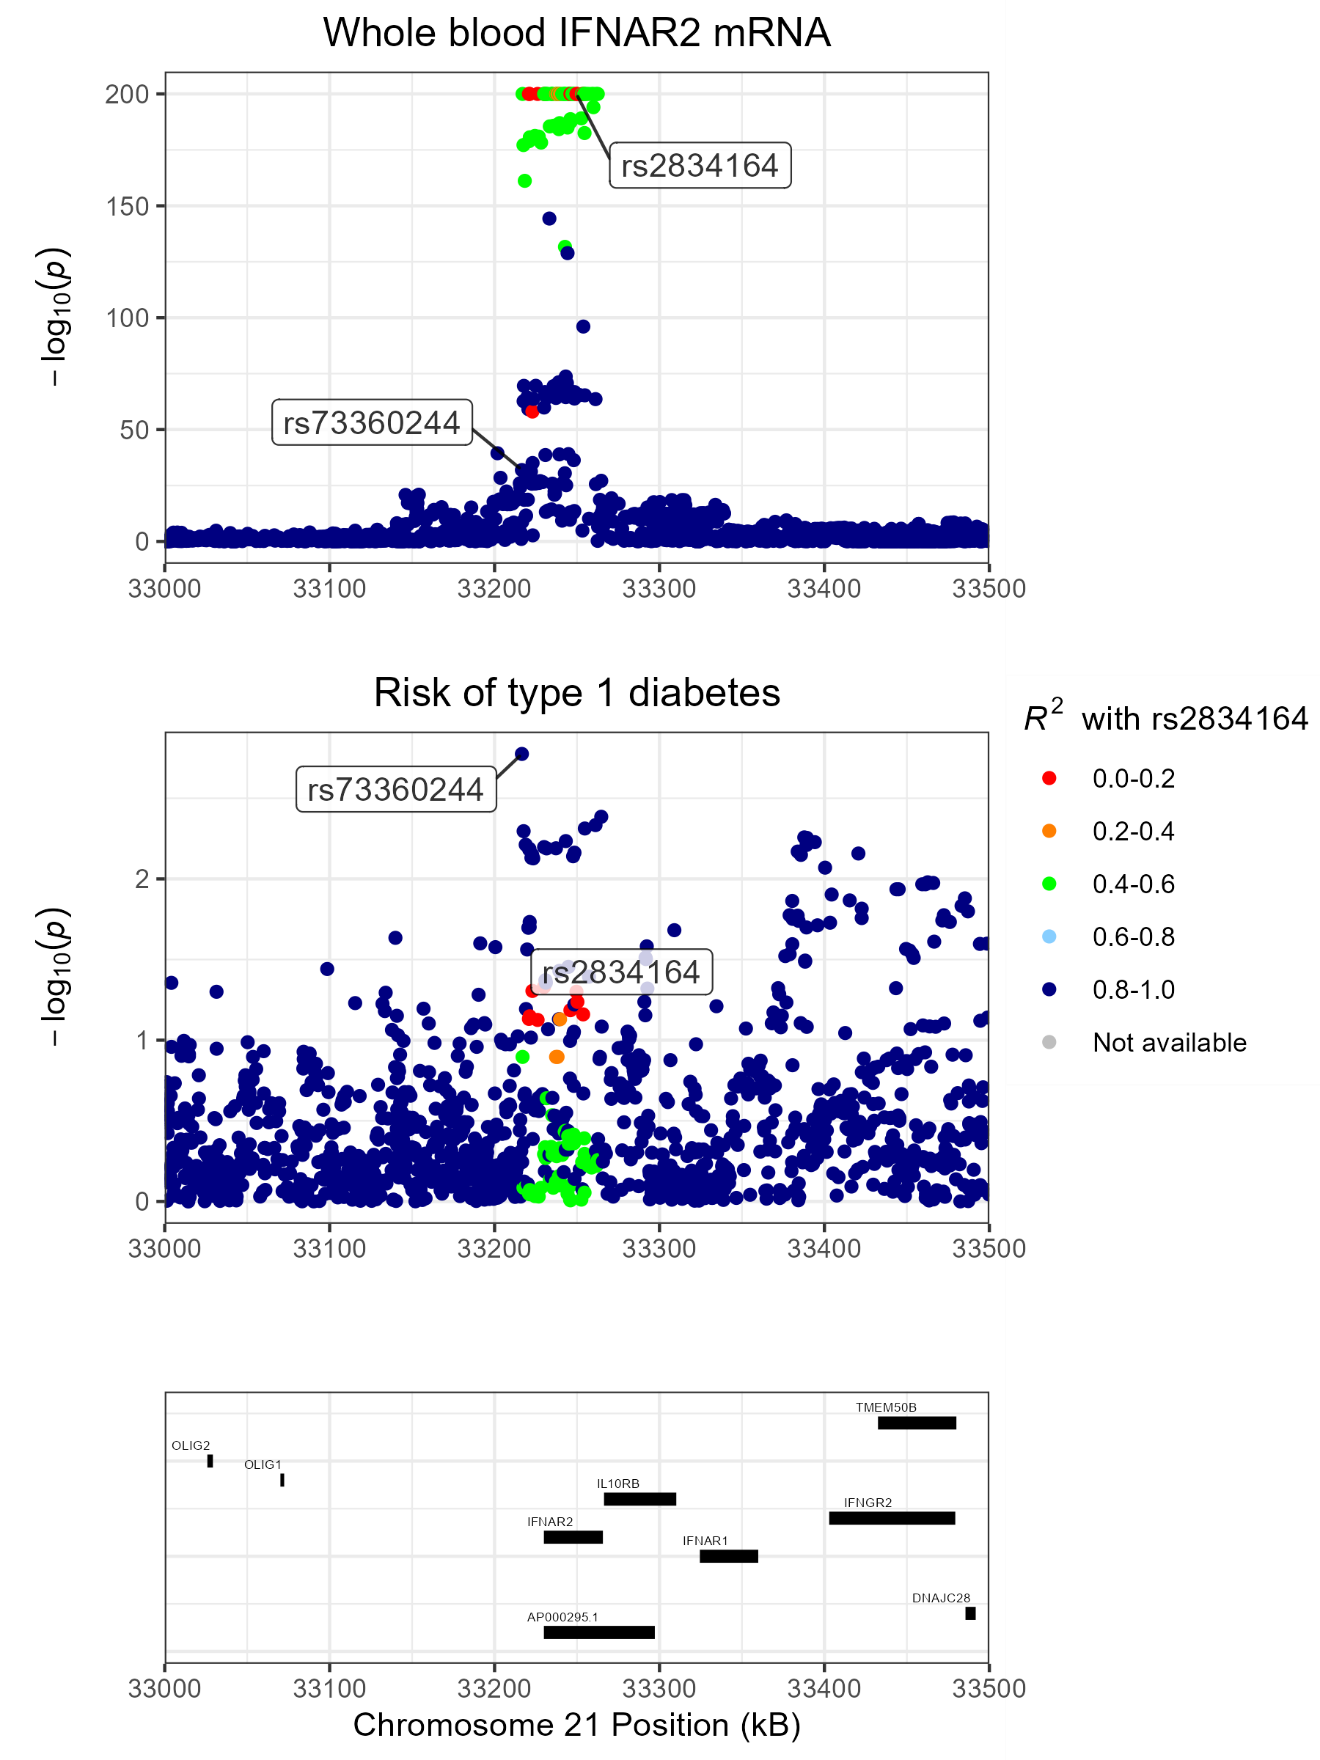 Whole blood IFNAR2 mRNA
200
150
100
50
0
− log10(p)
rs2834164
rs73360244
33000 33100 33200 33300 33400 33500
Risk of type 1 diabetes
2
1
0
− log10(p)
rs73360244
rs2834164
33000 33100 33200 33300 33400 33500
R2 with rs2834164
0.0-0.2
0.2-0.4
0.4-0.6
0.6-0.8
0.8-1.0
Not available
TMEM50B
OLIG2
OLIG1
IL10RB
IFNGR2
IFNAR2
IFNAR1
DNAJC28
AP000295.1
33000 33100 33200 33300 33400 33500
Chromosome 21 Position (kB)